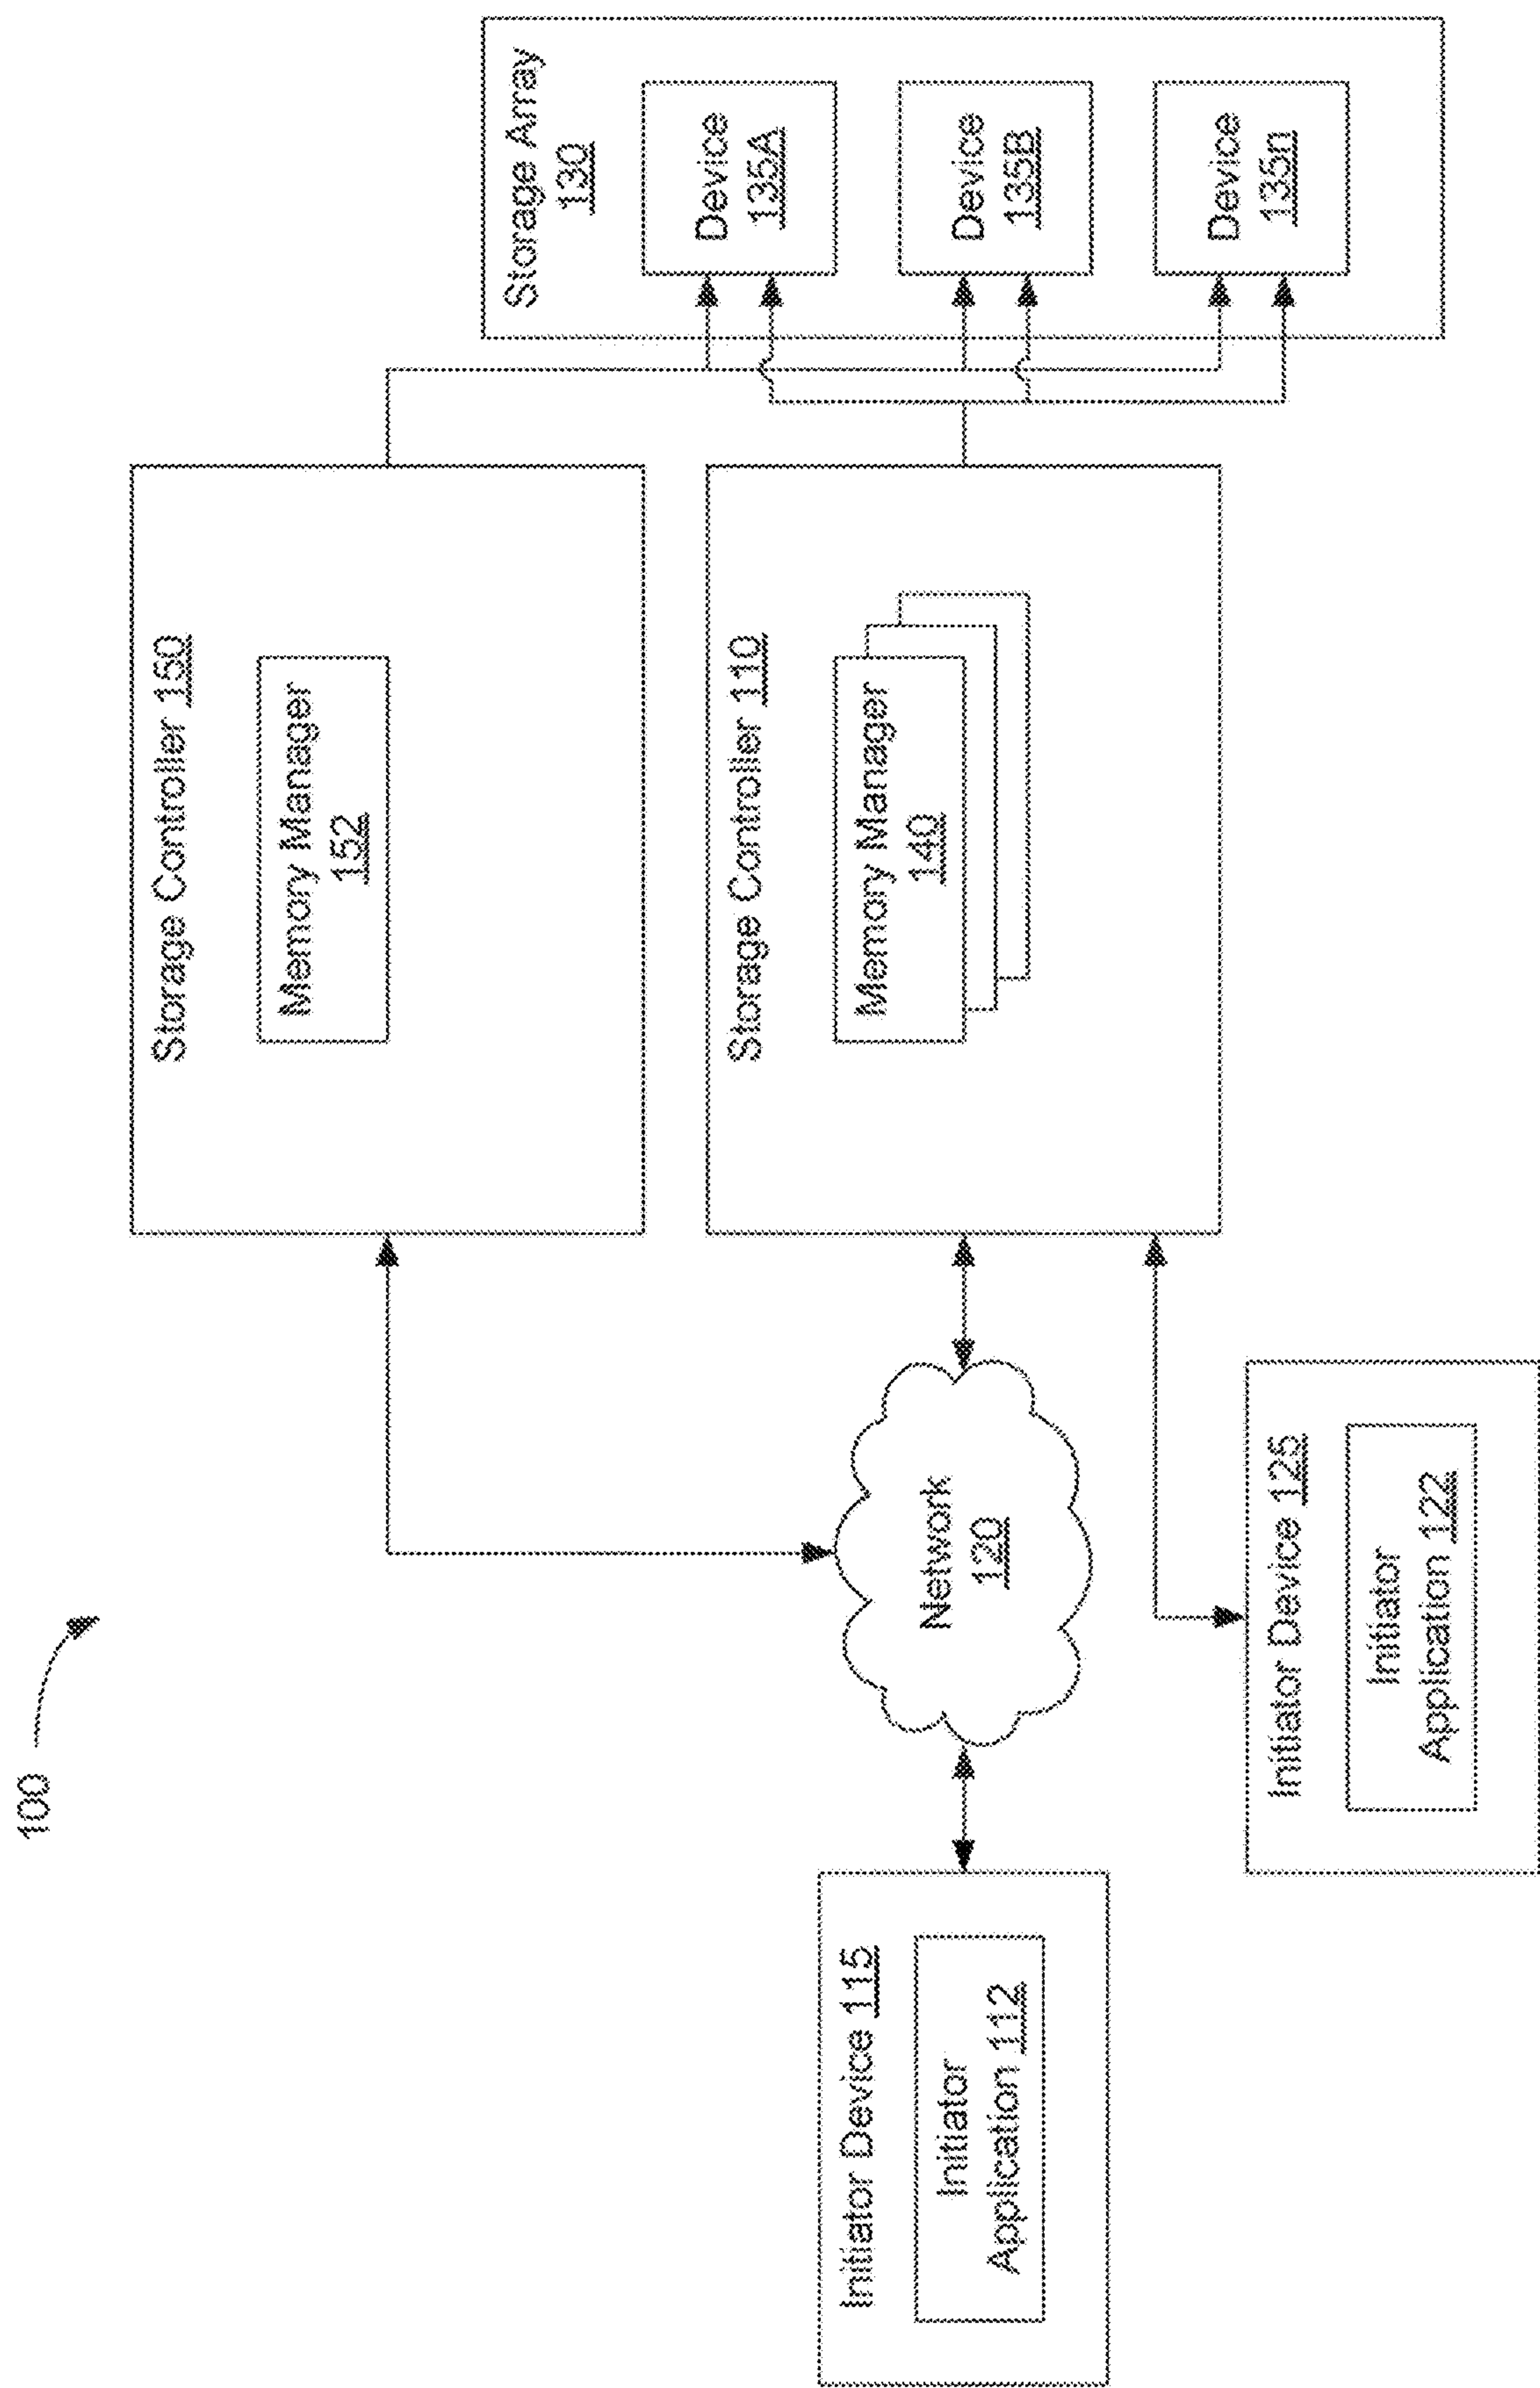 100
Storage Controller 150
Memory Manager
152
Storage Array
130
Device
135A
Device
135B
Device
135n
Storage Controller 110
Memory Manager
140
Network
120
Initiator Device 115
Initiator
Application 112
Initiator Device 125
Initiator
Application 122